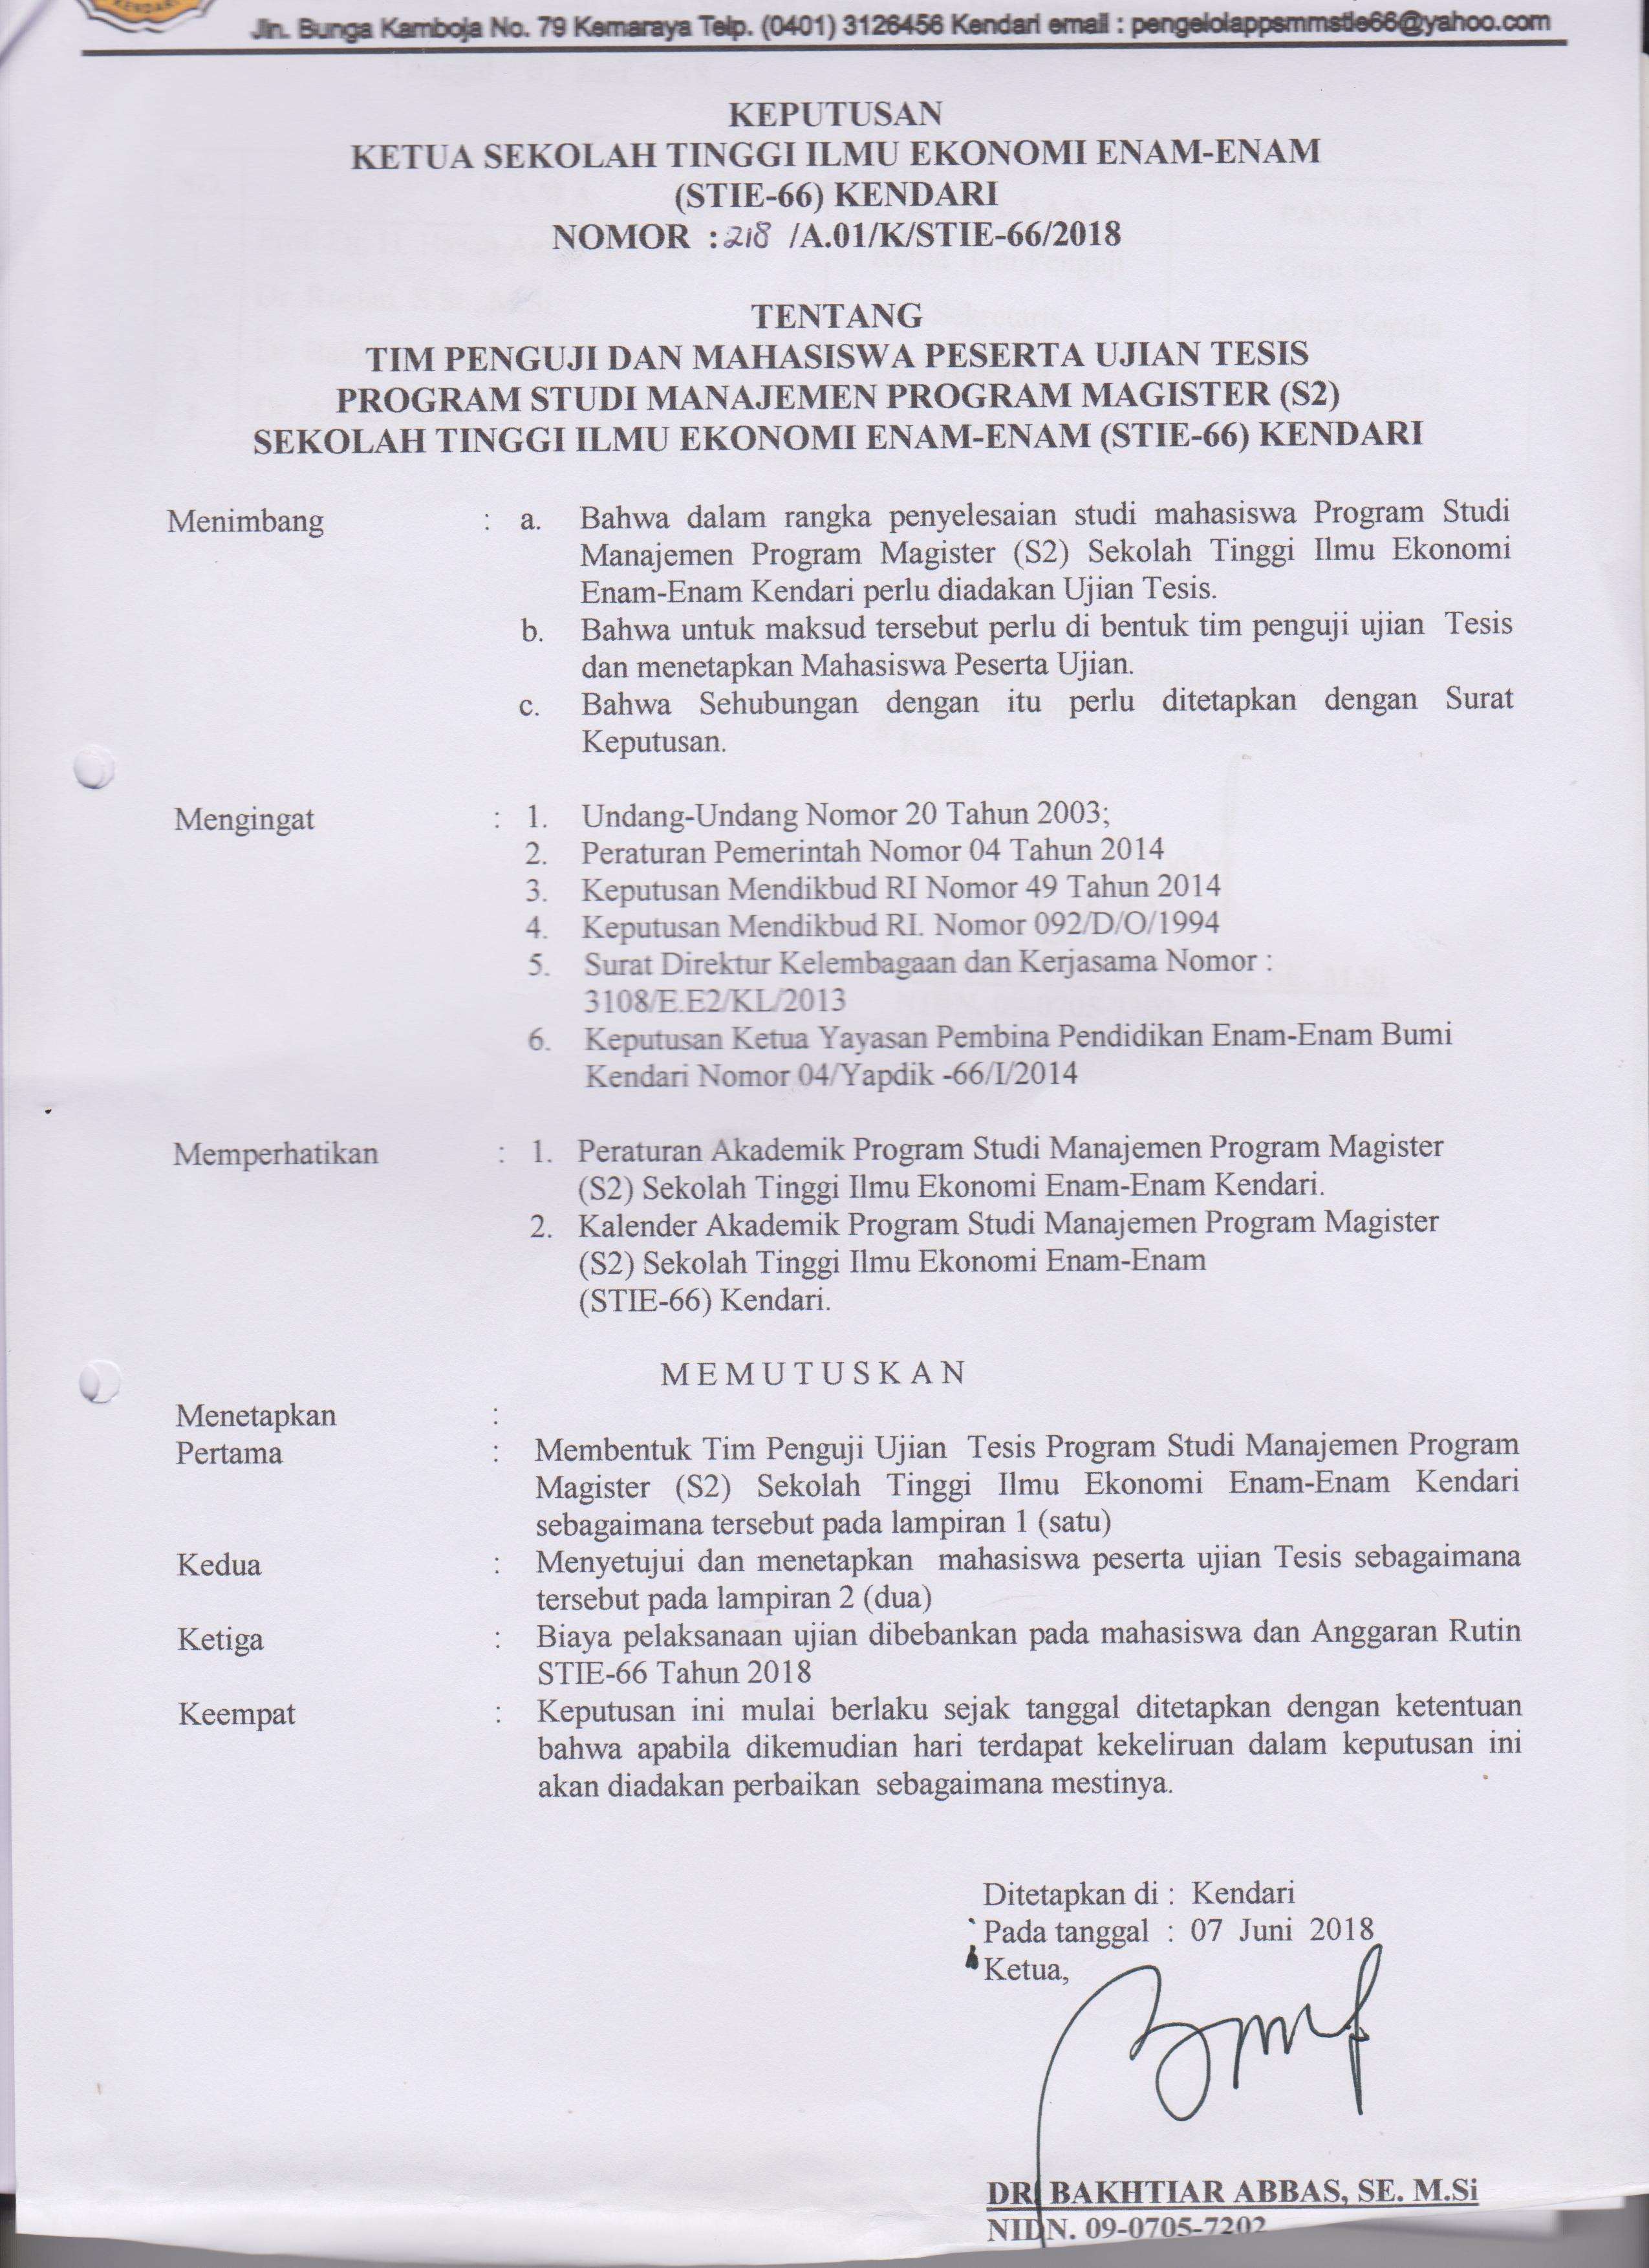 KENDARI
Jln. Bunga Kamboja No. 79 Kemaraya Telp. (0401) 3126456 Kendari email : pengelolappsmmstie66@yahoo.com
KEPUTUSAN
KETUA SEKOLAH TINGGI ILMU EKONOMI ENAM-ENAM
(STIE-66) KENDARI
NOMOR : 218 /A.01/K/STIE-66/2018
TENTANG
TIM PENGUJI DAN MAHASISWA PESERTA UJIAN TESIS
PROGRAM STUDI MANAJEMEN PROGRAM MAGISTER (S2)
SEKOLAH TINGGI ILMU EKONOMI ENAM-ENAM (STIE-66) KENDARI
Menimbang : a. Bahwa dalam rangka penyelesaian studi mahasiswa Program Studi
Manajemen Program Magister (S2) Sekolah Tinggi Ilmu Ekonomi
Enam-Enam Kendari perlu diadakan Ujian Tesis.
b. Bahwa untuk maksud tersebut perlu di bentuk tim penguji ujian Tesis
dan menetapkan Mahasiswa Peserta Ujian.
c. Bahwa Sehubungan dengan itu perlu ditetapkan dengan Surat
Keputusan.
Mengingat : 1. Undang-Undang Nomor 20 Tahun 2003;
2. Peraturan Pemerintah Nomor 04 Tahun 2014
3. Keputusan Mendikbud RI Nomor 49 Tahun 2014
4. Keputusan Mendikbud RI. Nomor 092/D/O/1994
5. Surat Direktur Kelembagaan dan Kerjasama Nomor :
3108/E.E2/KL/2013
6. Keputusan Ketua Yayasan Pembina Pendidikan Enam-Enam Bumi
Kendari Nomor 04/Yapdik -66/I/2014
Memperhatikan : 1. Peraturan Akademik Program Studi Manajemen Program Magister
(S2) Sekolah Tinggi Ilmu Ekonomi Enam-Enam Kendari.
2. Kalender Akademik Program Studi Manajemen Program Magister
(S2) Sekolah Tinggi Ilmu Ekonomi Enam-Enam
(STIE-66) Kendari.
M E M U T U S K A N
Menetapkan :
Pertama : Membentuk Tim Penguji Ujian Tesis Program Studi Manajemen Program
Magister (S2) Sekolah Tinggi Ilmu Ekonomi Enam-Enam Kendari
sebagaimana tersebut pada lampiran 1 (satu)
Kedua : Menyetujui dan menetapkan mahasiswa peserta ujian Tesis sebagaimana
tersebut pada lampiran 2 (dua)
Ketiga : Biaya pelaksanaan ujian dibebankan pada mahasiswa dan Anggaran Rutin
STIE-66 Tahun 2018
Keempat : Keputusan ini mulai berlaku sejak tanggal ditetapkan dengan ketentuan
bahwa apabila dikemudian hari terdapat kekeliruan dalam keputusan ini
akan diadakan perbaikan sebagaimana mestinya.
Ditetapkan di : Kendari
Pada tanggal : 07 Juni 2018
Ketua,
DR. BAKHTIAR ABBAS, SE. M.Si
NIDN. 09-0705-7202